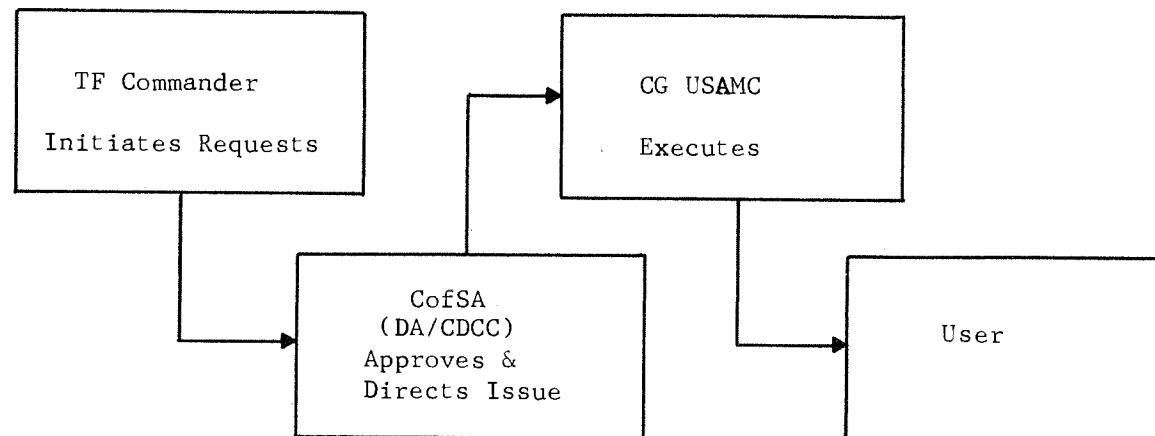 TF Commander
Initiates Requests
CofSA
(DA/CDCC)
Approves &
Directs Issue
CG USAMC
Executes
User